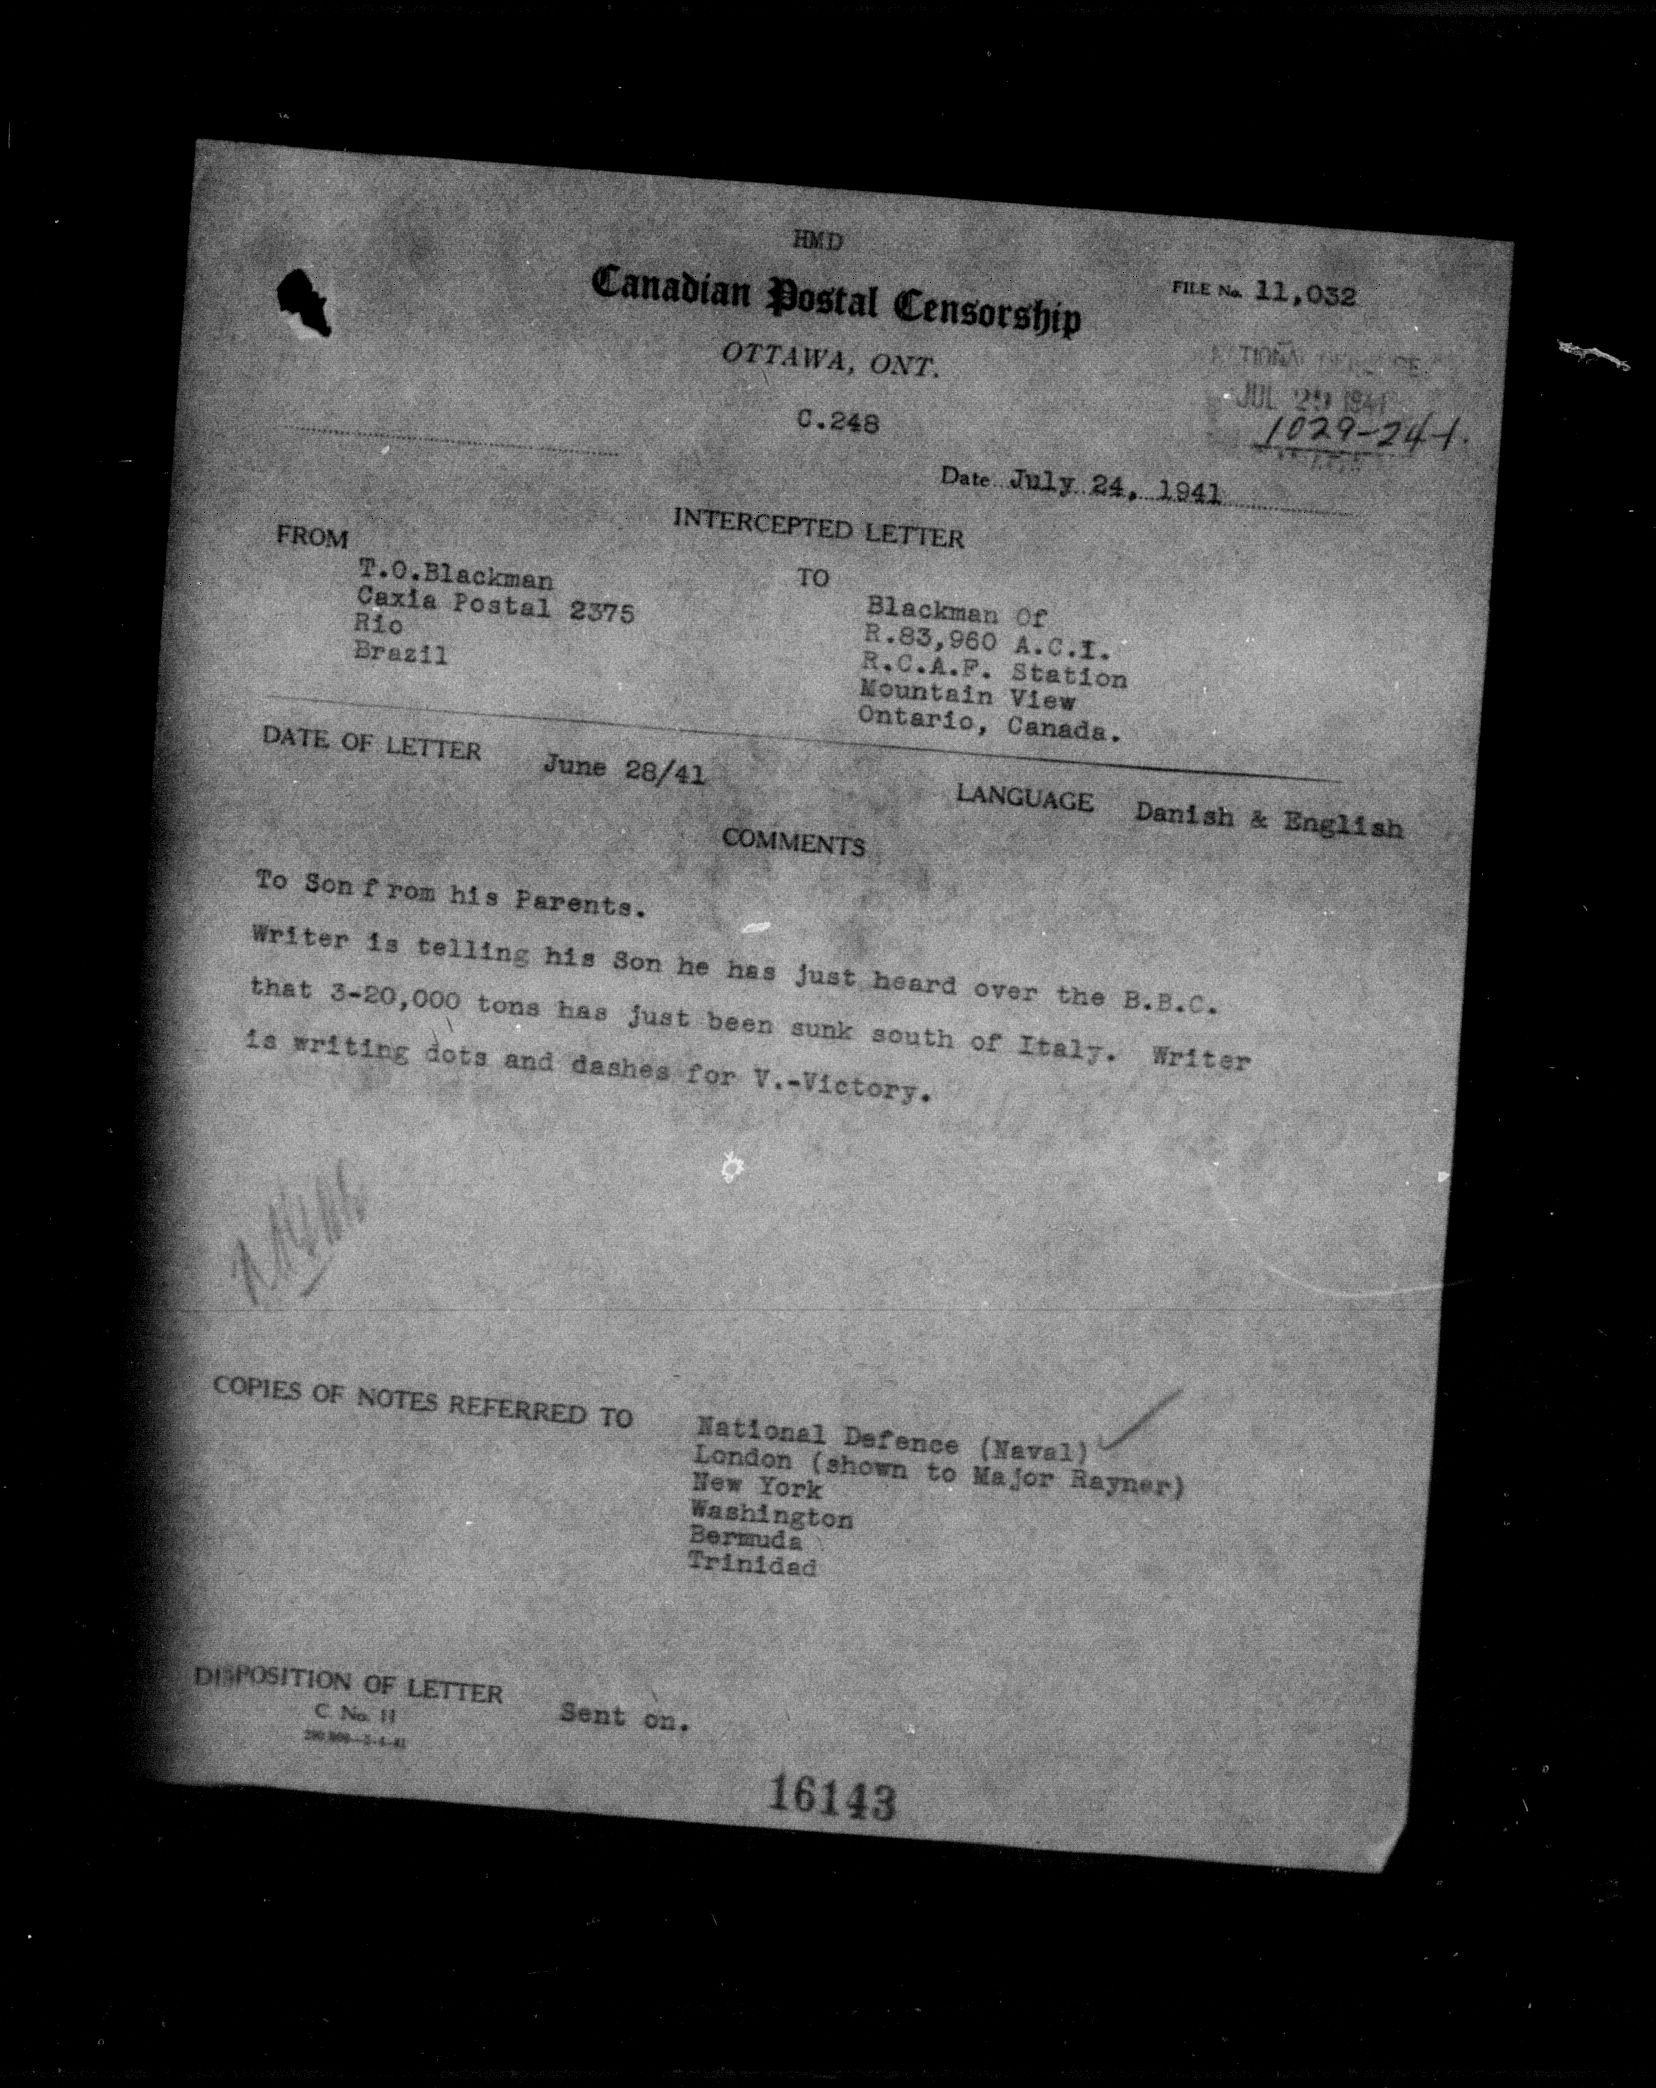 HMD
Canadian Postal Censorship
FILE No. 11,032
OTTAWA, ONT.
JUL 1941
C.248
1029-24-1.
Date July 24, 1941
INTERCEPTED LETTER
FROM
T.O.Blackman
Caxia Postal 2375
Rio
Brazil
TO
Blackman Of
R.83,960 A.C.I.
R.C.A.F. Station
Mountain View
Ontario, Canada.
DATE OF LETTER June 28/41
LANGUAGE Danish & English
COMMENTS
To Son from his Parents.
Writer is telling his Son he has just heard over the B.B.C.
that 3-20,000 tons has just been sunk south of Italy. Writer
is writing dots and dashes for V.-Victory.
COPIES OF NOTES REFERRED TO
National Defence (Naval)
London (shown to Major Rayner)
New York
Washington
Bermuda
Trinidad
DISPOSITION OF LETTER Sent on.
C. No. 11
16143